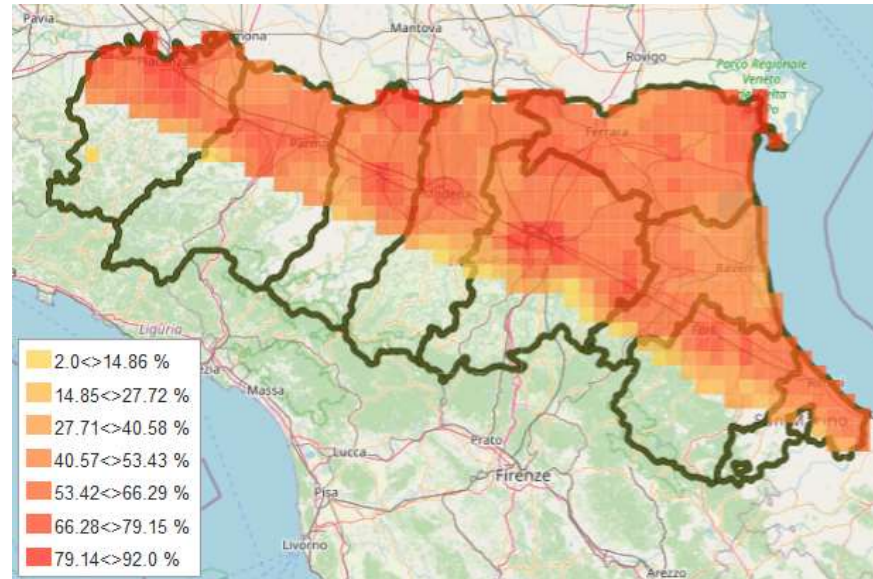 Pavia
Mantova
Rovigo
Parco Regionale
Veneto
Ferrara
Parma
Modena
Liguria
Massa
Lucca
Prato
Pisa
Firenze
Livorno
Arezzo
2.0<>14.86 %
14.85<>27.72 %
27.71<>40.58 %
40.57<>53.43 %
53.42<>66.29 %
66.28<>79.15 %
79.14<>92.0 %